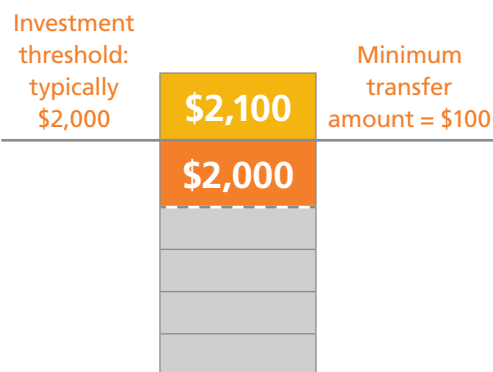 Investment
threshold:
typically
$2,000
$2,100
Minimum
transfer
amount = $100
$2,000